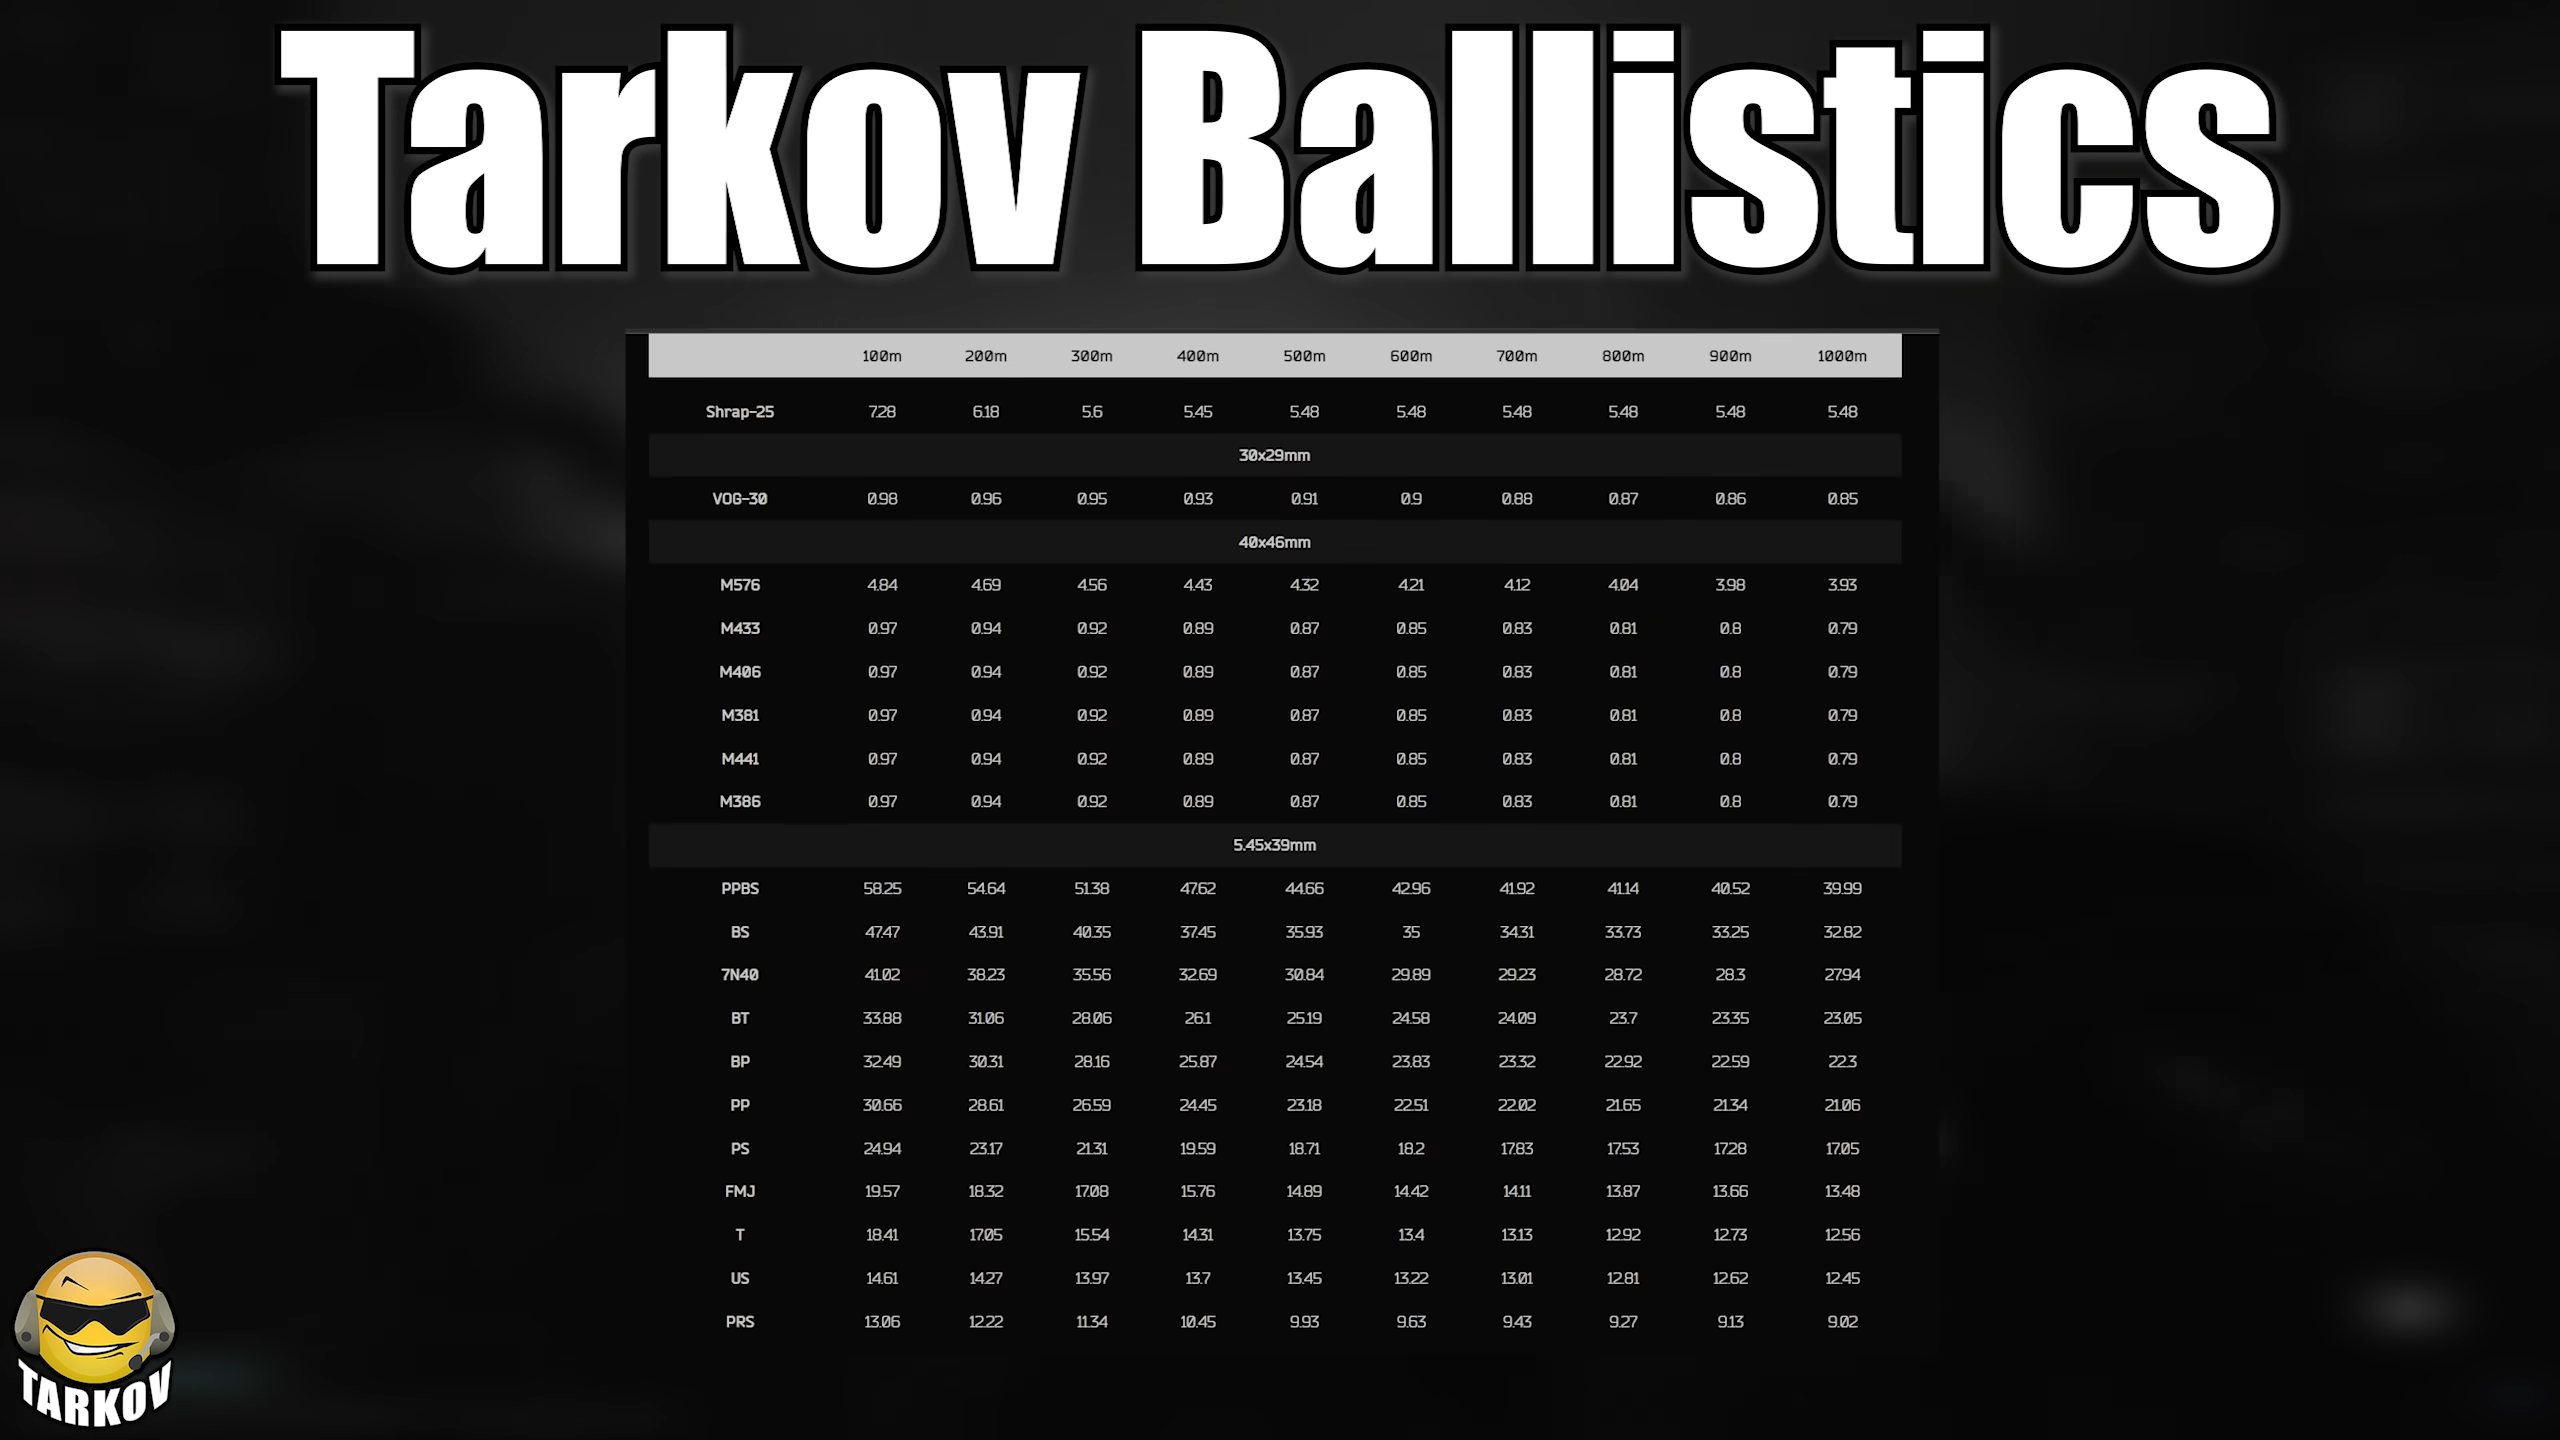 Tarkov Ballistics
100m 200m 300m 400m 500m 600m 700m 800m 900m 1000m
Shrap-25 7.28 6.18 5.6 5.45 5.48 5.48 5.48 5.48 5.48 5.48
30x29mm
VOG-30 0.98 0.96 0.95 0.93 0.91 0.9 0.88 0.87 0.86 0.85
40x46mm
M576 4.84 4.69 4.56 4.43 4.32 4.21 4.12 4.04 3.98 3.93
M433 0.97 0.94 0.92 0.89 0.87 0.85 0.83 0.81 0.8 0.79
M406 0.97 0.94 0.92 0.89 0.87 0.85 0.83 0.81 0.8 0.79
M381 0.97 0.94 0.92 0.89 0.87 0.85 0.83 0.81 0.8 0.79
M441 0.97 0.94 0.92 0.89 0.87 0.85 0.83 0.81 0.8 0.79
M386 0.97 0.94 0.92 0.89 0.87 0.85 0.83 0.81 0.8 0.79
5.45x39mm
PPBS 58.25 54.64 51.38 47.62 44.66 42.96 41.92 41.14 40.52 39.99
BS 47.47 43.91 40.35 37.45 35.93 35 34.31 33.73 33.25 32.82
7N40 41.02 38.23 35.56 32.69 30.84 29.89 29.23 28.72 28.3 27.94
BT 33.88 31.06 28.06 26.1 25.19 24.58 24.09 23.7 23.35 23.05
BP 32.49 30.31 28.16 25.87 24.54 23.83 23.32 22.92 22.59 22.3
PP 30.66 28.61 26.59 24.45 23.18 22.51 22.02 21.65 21.34 21.06
PS 24.94 23.17 21.31 19.59 18.71 18.2 17.83 17.53 17.28 17.05
FMJ 19.57 18.32 17.08 15.76 14.89 14.42 14.11 13.87 13.66 13.48
T 18.41 17.05 15.54 14.31 13.75 13.4 13.13 12.92 12.73 12.56
US 14.61 14.27 13.97 13.7 13.45 13.22 13.01 12.81 12.62 12.45
PRS 13.06 12.22 11.34 10.45 9.93 9.63 9.43 9.27 9.13 9.02
TARKOV